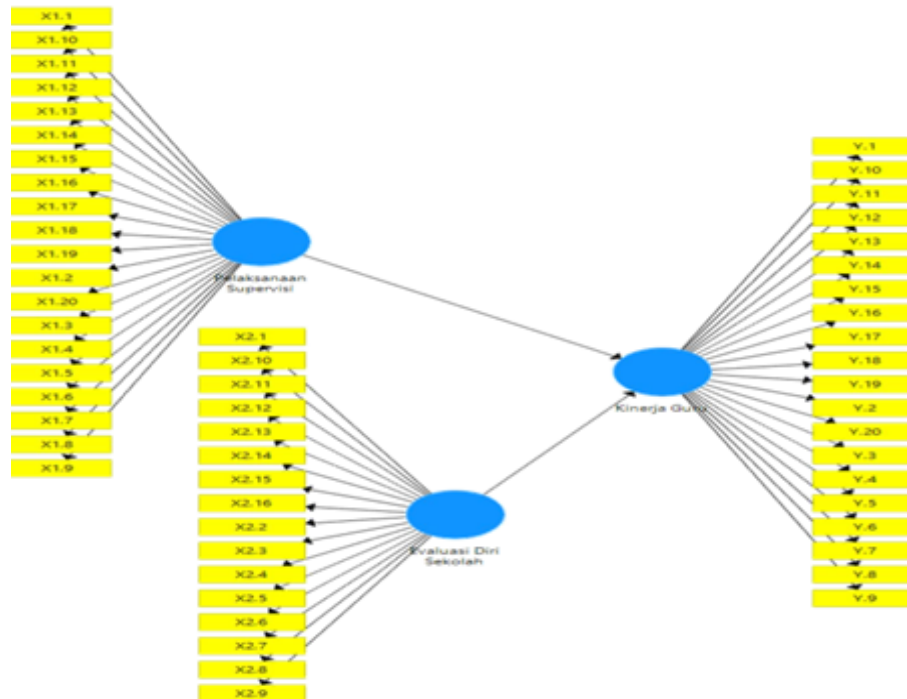 X1.1
X1.10
X1.11
X1.12
X1.13
X1.14
X1.15
X1.16
X1.17
X1.18
X1.19
X1.2
X1.20
X1.3
X1.4
X1.5
X1.6
X1.7
X1.8
X1.9
Pelaksanaan
Supervisi
X2.1
X2.10
X2.11
X2.12
X2.13
X2.14
X2.15
X2.16
X2.2
X2.3
X2.4
X2.5
X2.6
X2.7
X2.8
X2.9
Evaluasi Diri
Sekolah
Kinerja Guru
Y.1
Y.10
Y.11
Y.12
Y.13
Y.14
Y.15
Y.16
Y.17
Y.18
Y.19
Y.2
Y.20
Y.3
Y.4
Y.5
Y.6
Y.7
Y.8
Y.9